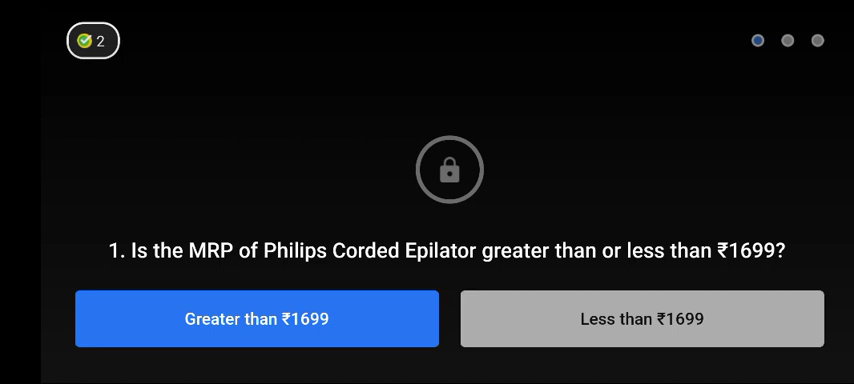 2
1. Is the MRP of Philips Corded Epilator greater than or less than ₹1699?
Greater than ₹1699
Less than ₹1699